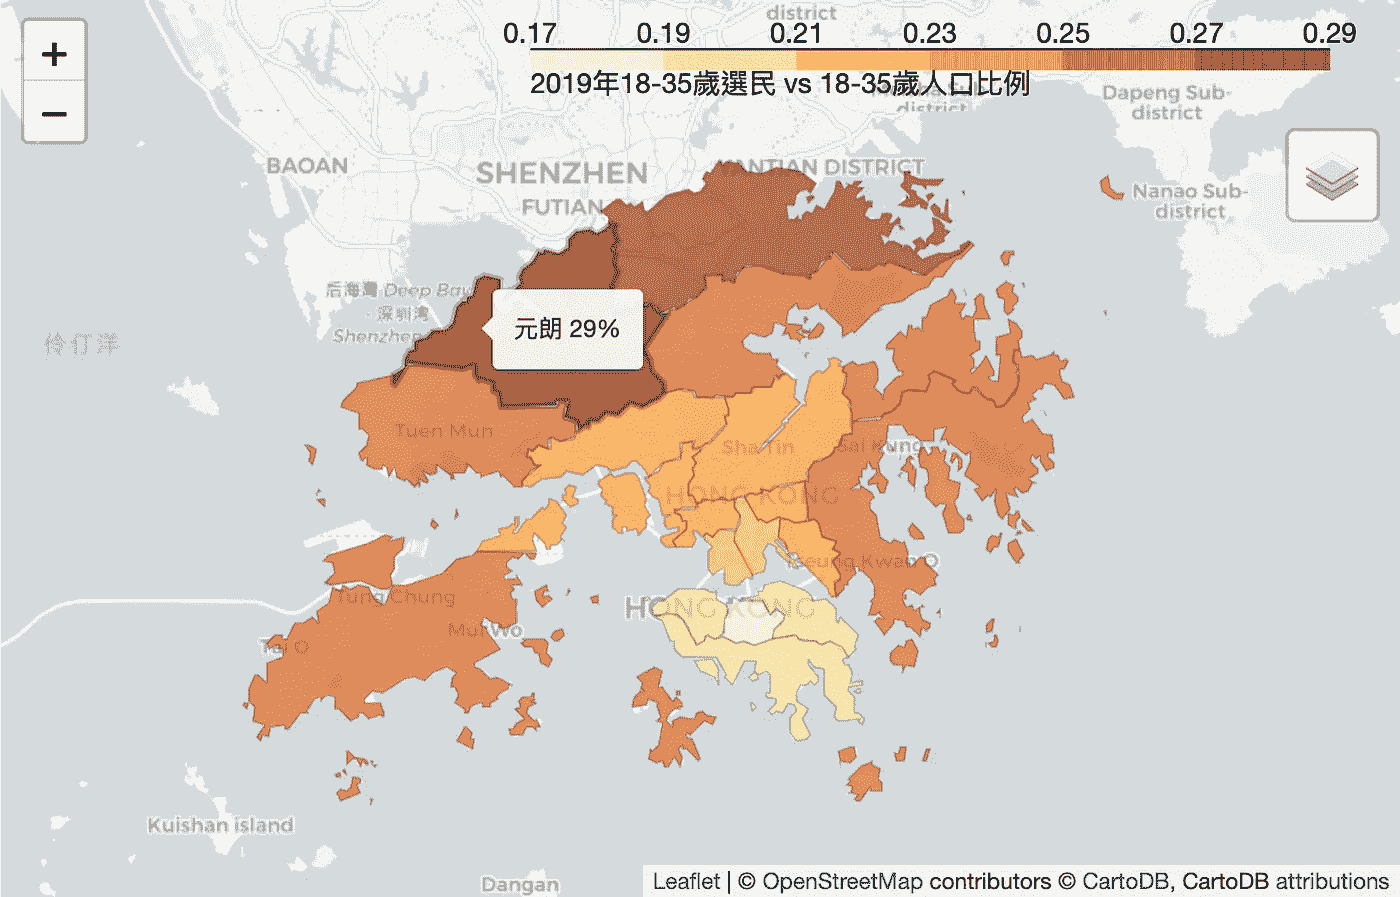 +
−
district
0.17 0.19 0.21 0.23 0.25 0.27 0.29
2019年18-35歲選民 vs 18-35歲人口比例
district
Dapeng Sub-
district
BAOAN
SHENZHEN
FUTIAN
YANTIAN DISTRICT
Nanao Sub-
district
后海灣 Deep Bay
深圳湾
Shenzhen
伶仃洋
元朗 29%
Tuen Mun
Sha Tin
Sai Kung
HONG KONG
Tseung Kwan O
Tung Chung
HONG KONG
Mui Wo
Tai O
Kuishan island
Dangan
Leaflet | © OpenStreetMap contributors © CartoDB, CartoDB attributions